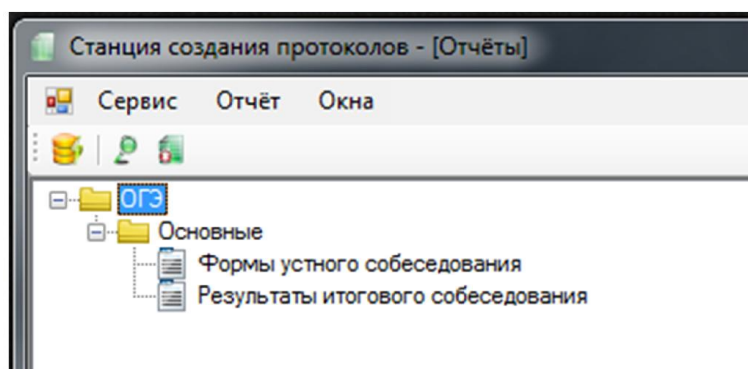 Станция создания протоколов - [Отчёты]
Сервис Отчёт Окна
ОГЭ
Основные
Формы устного собеседования
Результаты итогового собеседования